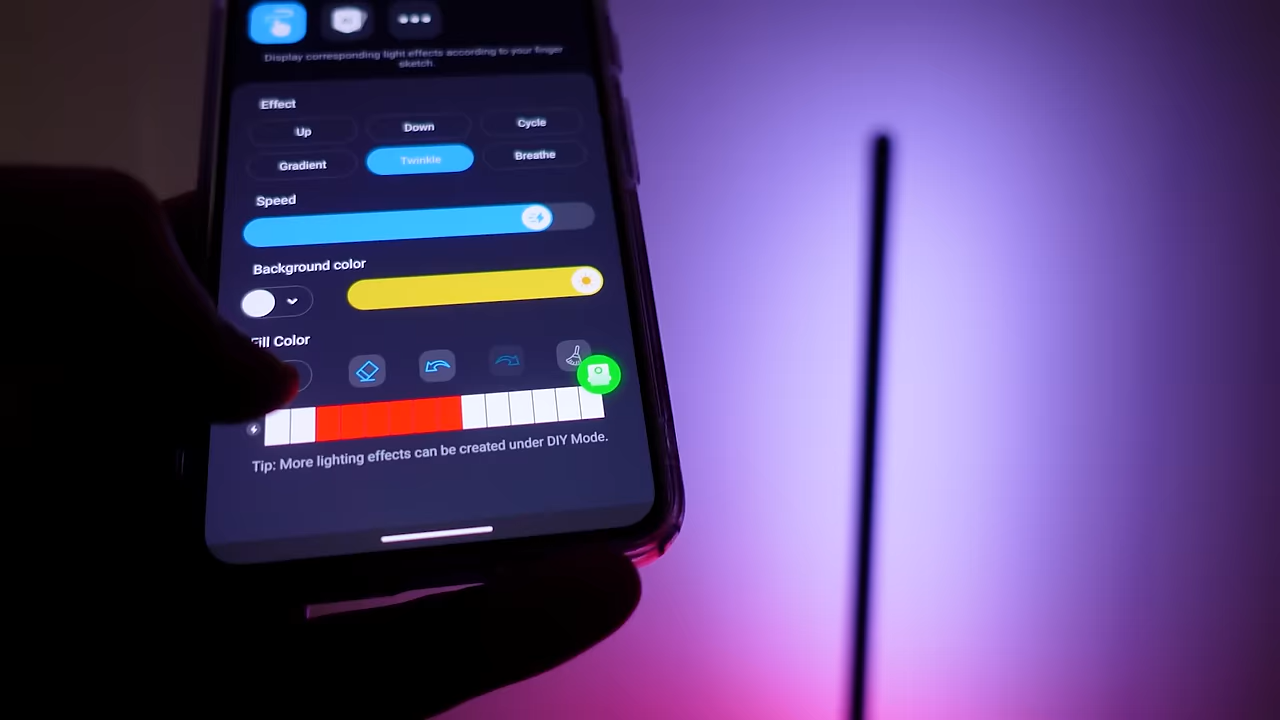 Display corresponding light effects according to your finger
sketch.
Effect
Up Down Cycle
Gradient Twinkle Breathe
Speed
Background color
Fill Color
Tip: More lighting effects can be created under DIY Mode.